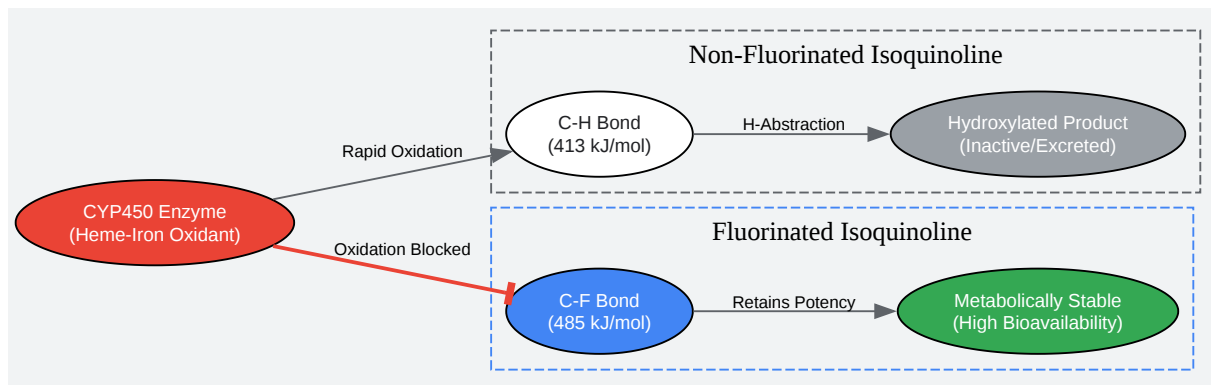 Non-Fluorinated Isoquinoline
C-H Bond
(413 kJ/mol)
H-Abstraction
Hydroxylated Product
(Inactive/Excreted)
Rapid Oxidation
CYP450 Enzyme
(Heme-Iron Oxidant)
Oxidation Blocked
Fluorinated Isoquinoline
C-F Bond
(485 kJ/mol)
Retains Potency
Metabolically Stable
(High Bioavailability)